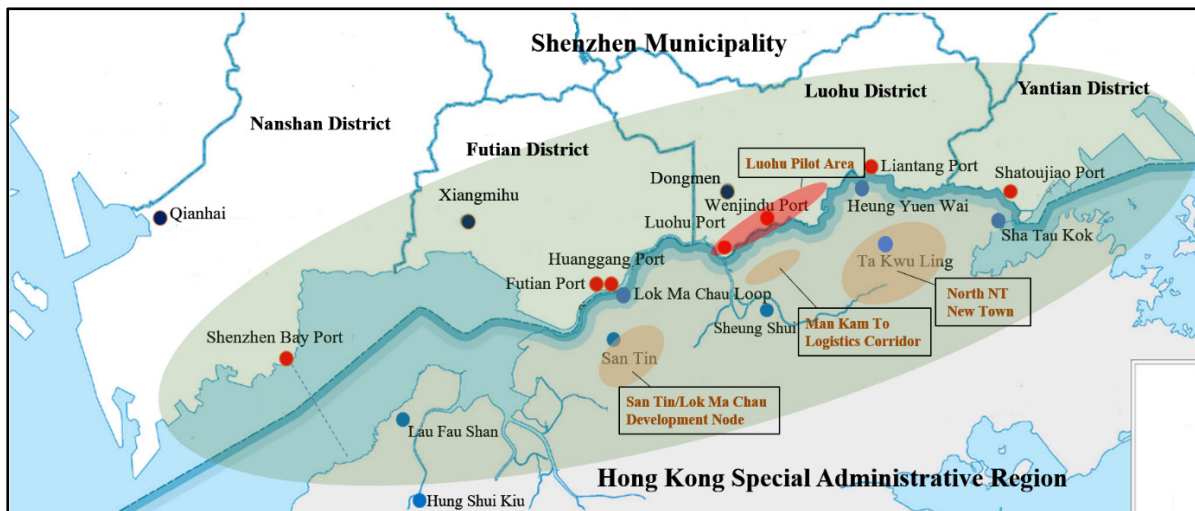 Shenzhen Municipality
Luohu District
Yantian District
Nanshan District
Futian District
Luohu Pilot Area
Liantang Port
Shatoujiao Port
Xiangmihu
Dongmen
Wenjindu Port
Heung Yuen Wai
Qianhai
Luohu Port
Sha Tau Kok
Huanggang Port
Ta Kwu Ling
Futian Port
Lok Ma Chau Loop
North NT
New Town
Sheung Shui
Man Kam To
Logistics Corridor
Shenzhen Bay Port
San Tin
San Tin/Lok Ma Chau
Development Node
Lau Fau Shan
Hong Kong Special Administrative Region
Hung Shui Kiu